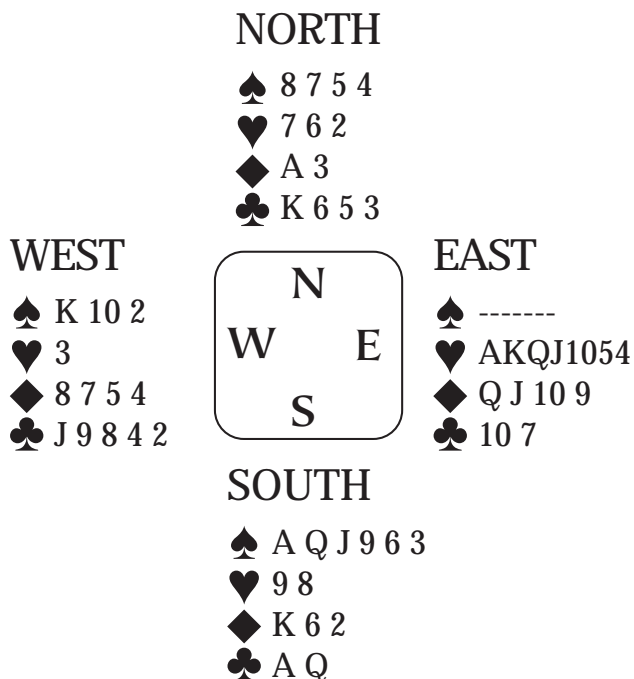 NORTH
♠ 8 7 5 4
♥ 7 6 2
♦ A 3
♣ K 6 5 3
WEST
♠ K 10 2
♥ 3
♦ 8 7 5 4
♣ J 9 8 4 2
N
W E
S
EAST
♠ -------
♥ AKQJ1054
♦ Q J 10 9
♣ 10 7
SOUTH
♠ A Q J 9 6 3
♥ 9 8
♦ K 6 2
♣ A Q